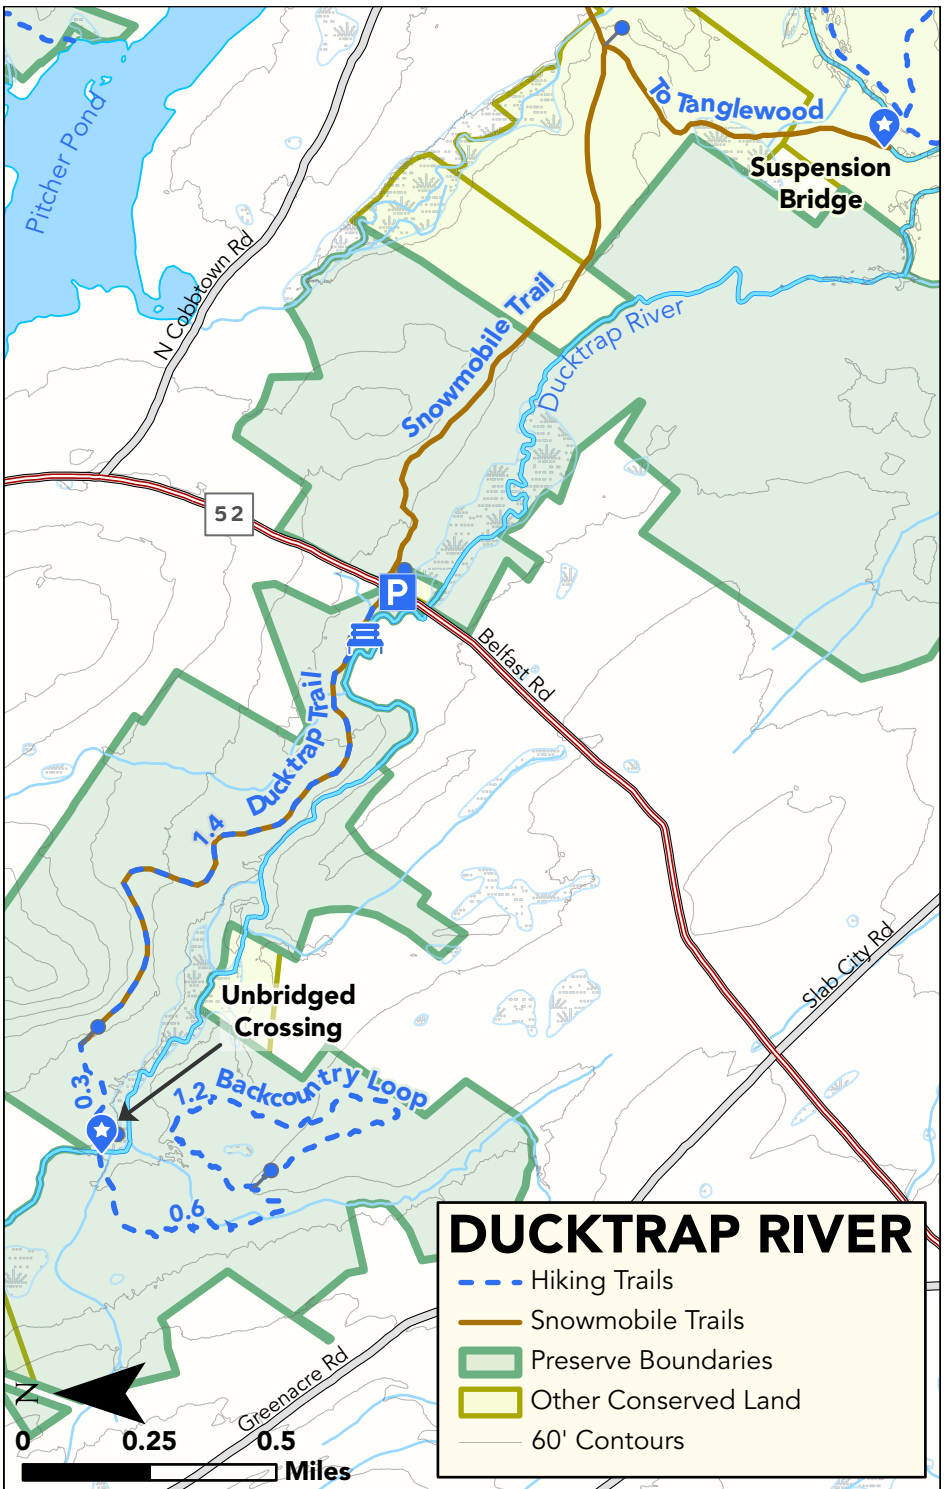 Pitcher Pond
To Tanglewood
Suspension
Bridge
N Cobbtown Rd
Snowmobile Trail
Ducktrap River
52
P
Belfast Rd
Ducktrap Trail
1.4
Slab City Rd
Unbridged
Crossing
0.3
1.2
Backcountry Loop
0.6
DUCKTRAP RIVER
Hiking Trails
Snowmobile Trails
Preserve Boundaries
Other Conserved Land
60' Contours
Greenacre Rd
N
0 0.25 0.5
Miles